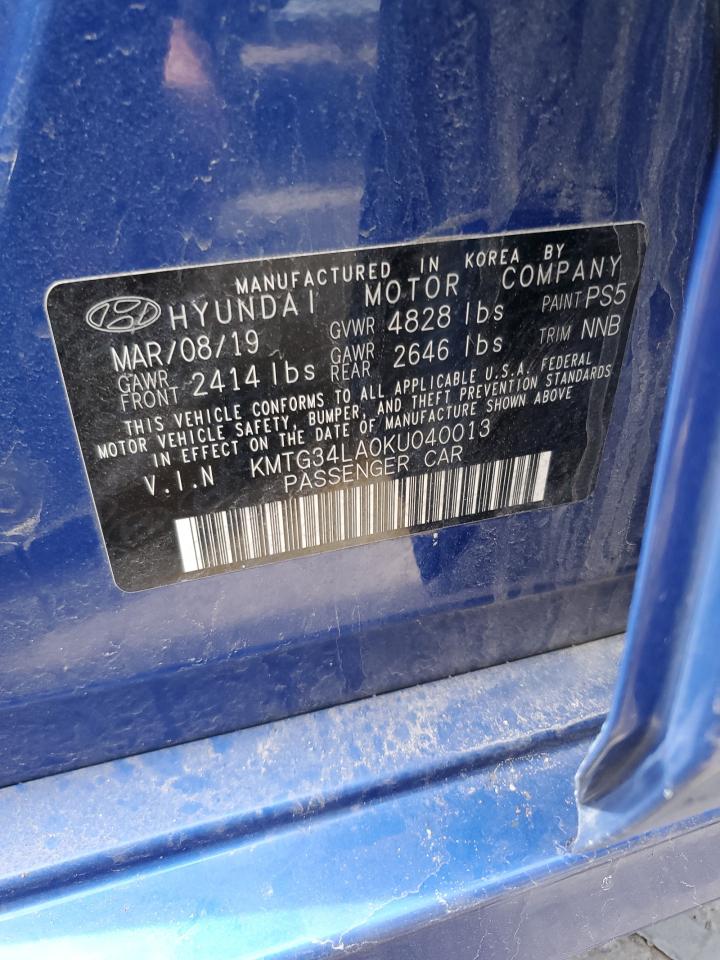 MANUFACTURED IN KOREA BY
HYUNDAI MOTOR COMPANY
MAR/08/19 GVWR 4828 lbs PAINT PS5
GAWR FRONT 2414 lbs GAWR REAR 2646 lbs TRIM NNB
THIS VEHICLE CONFORMS TO ALL APPLICABLE U.S.A. FEDERAL
MOTOR VEHICLE SAFETY, BUMPER, AND THEFT PREVENTION STANDARDS
IN EFFECT ON THE DATE OF MANUFACTURE SHOWN ABOVE
V.I.N KMTG34LA0KU040013
PASSENGER CAR